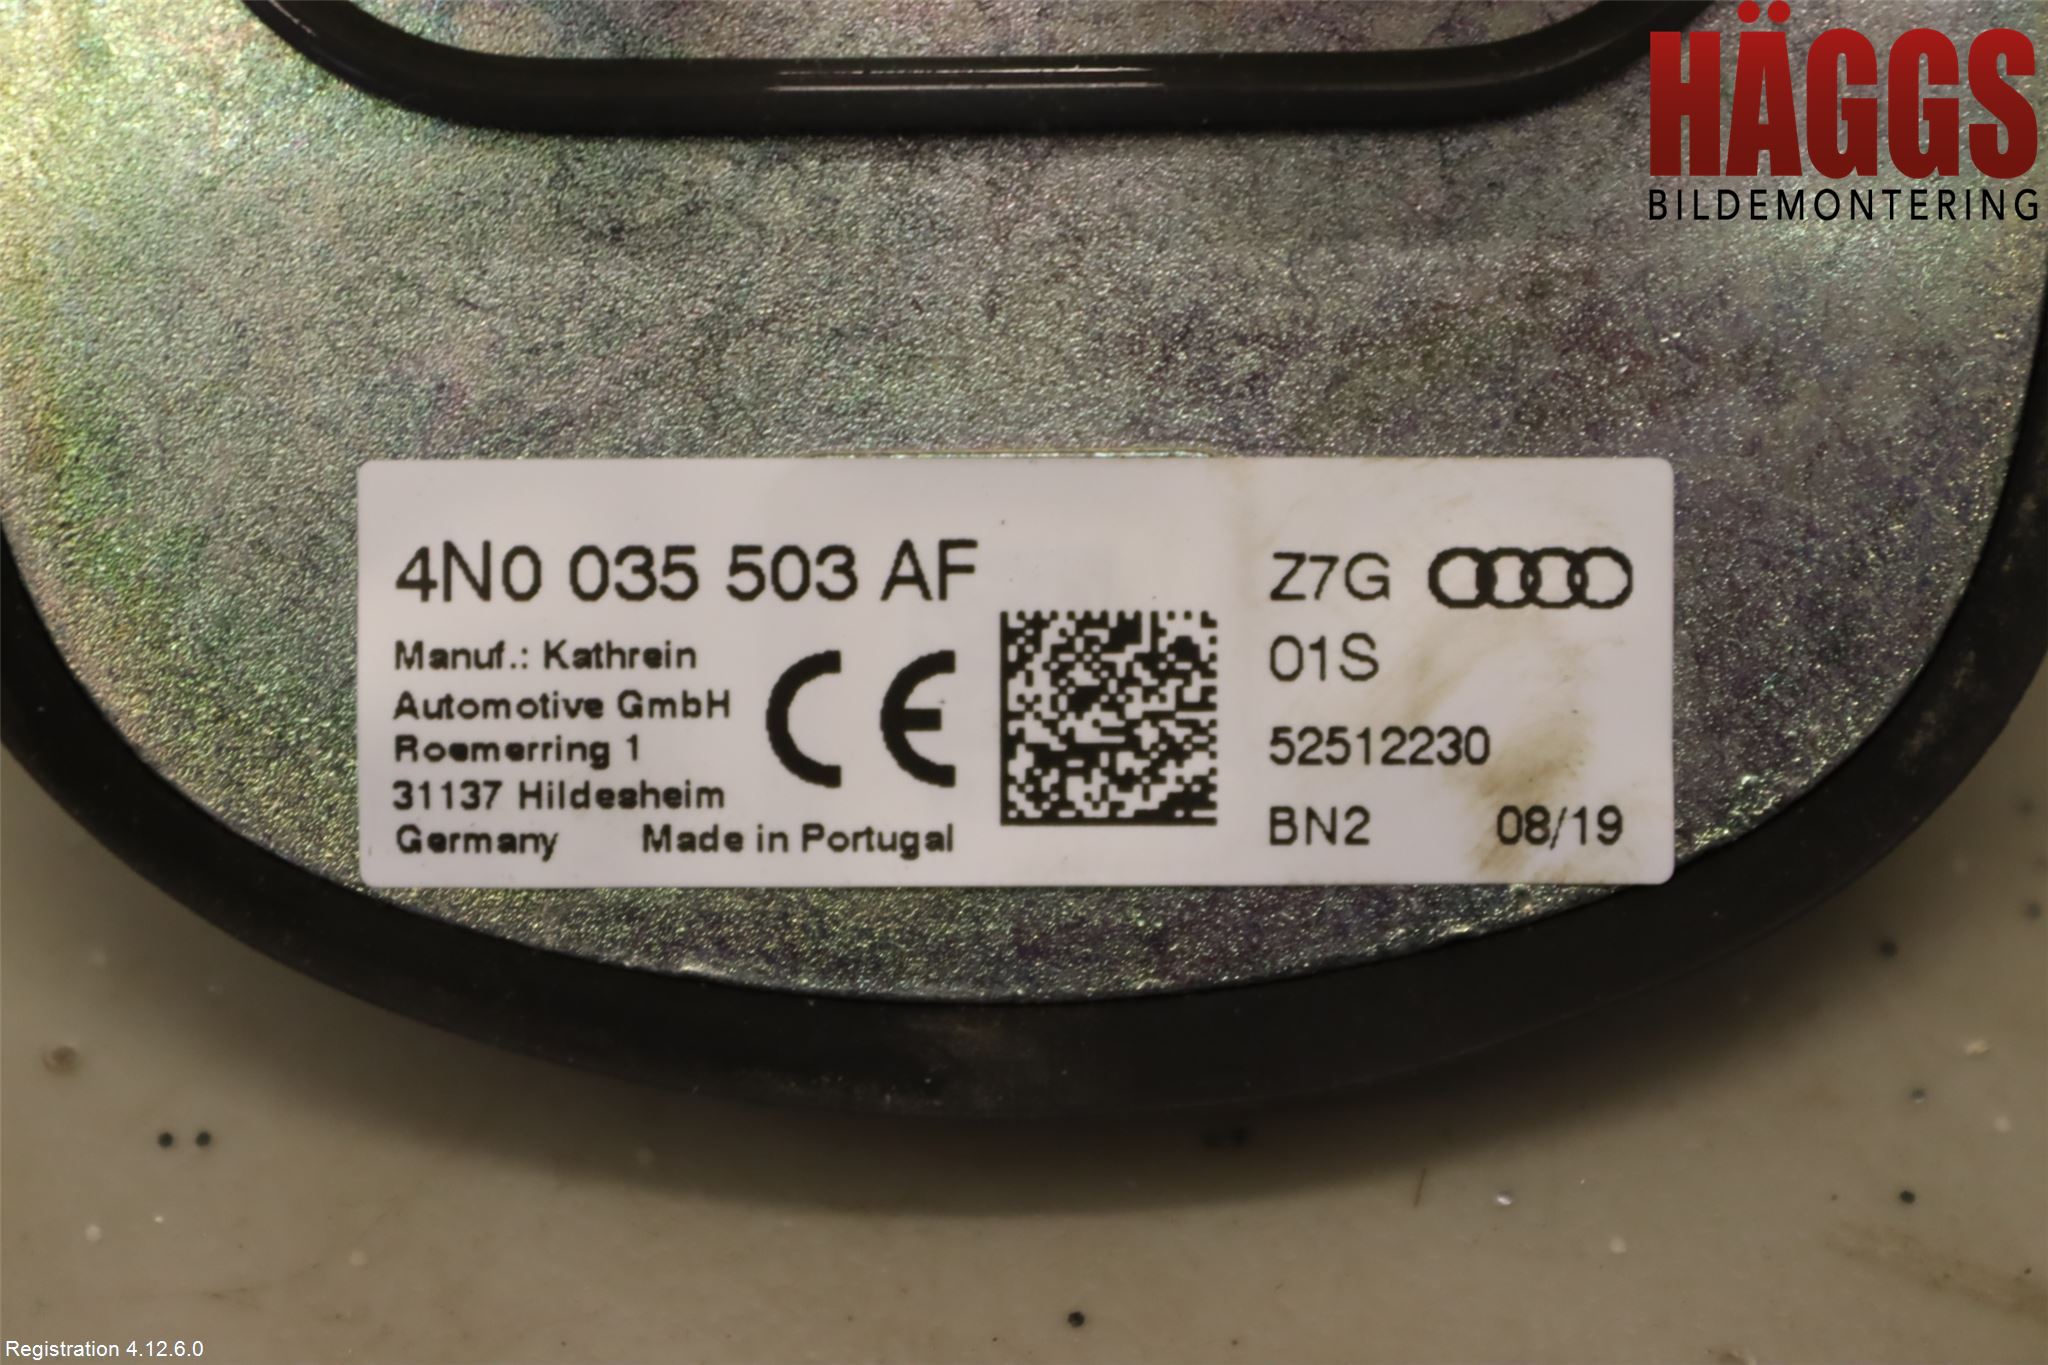 HÄGGS
BILDEMONTERING
4N0 035 503 AF
Manuf.: Kathrein
Automotive GmbH
Roemerring 1
31137 Hildesheim
Germany Made in Portugal
CE
Z7G
01S
52512230
BN2 08/19
Registration 4.12.6.0